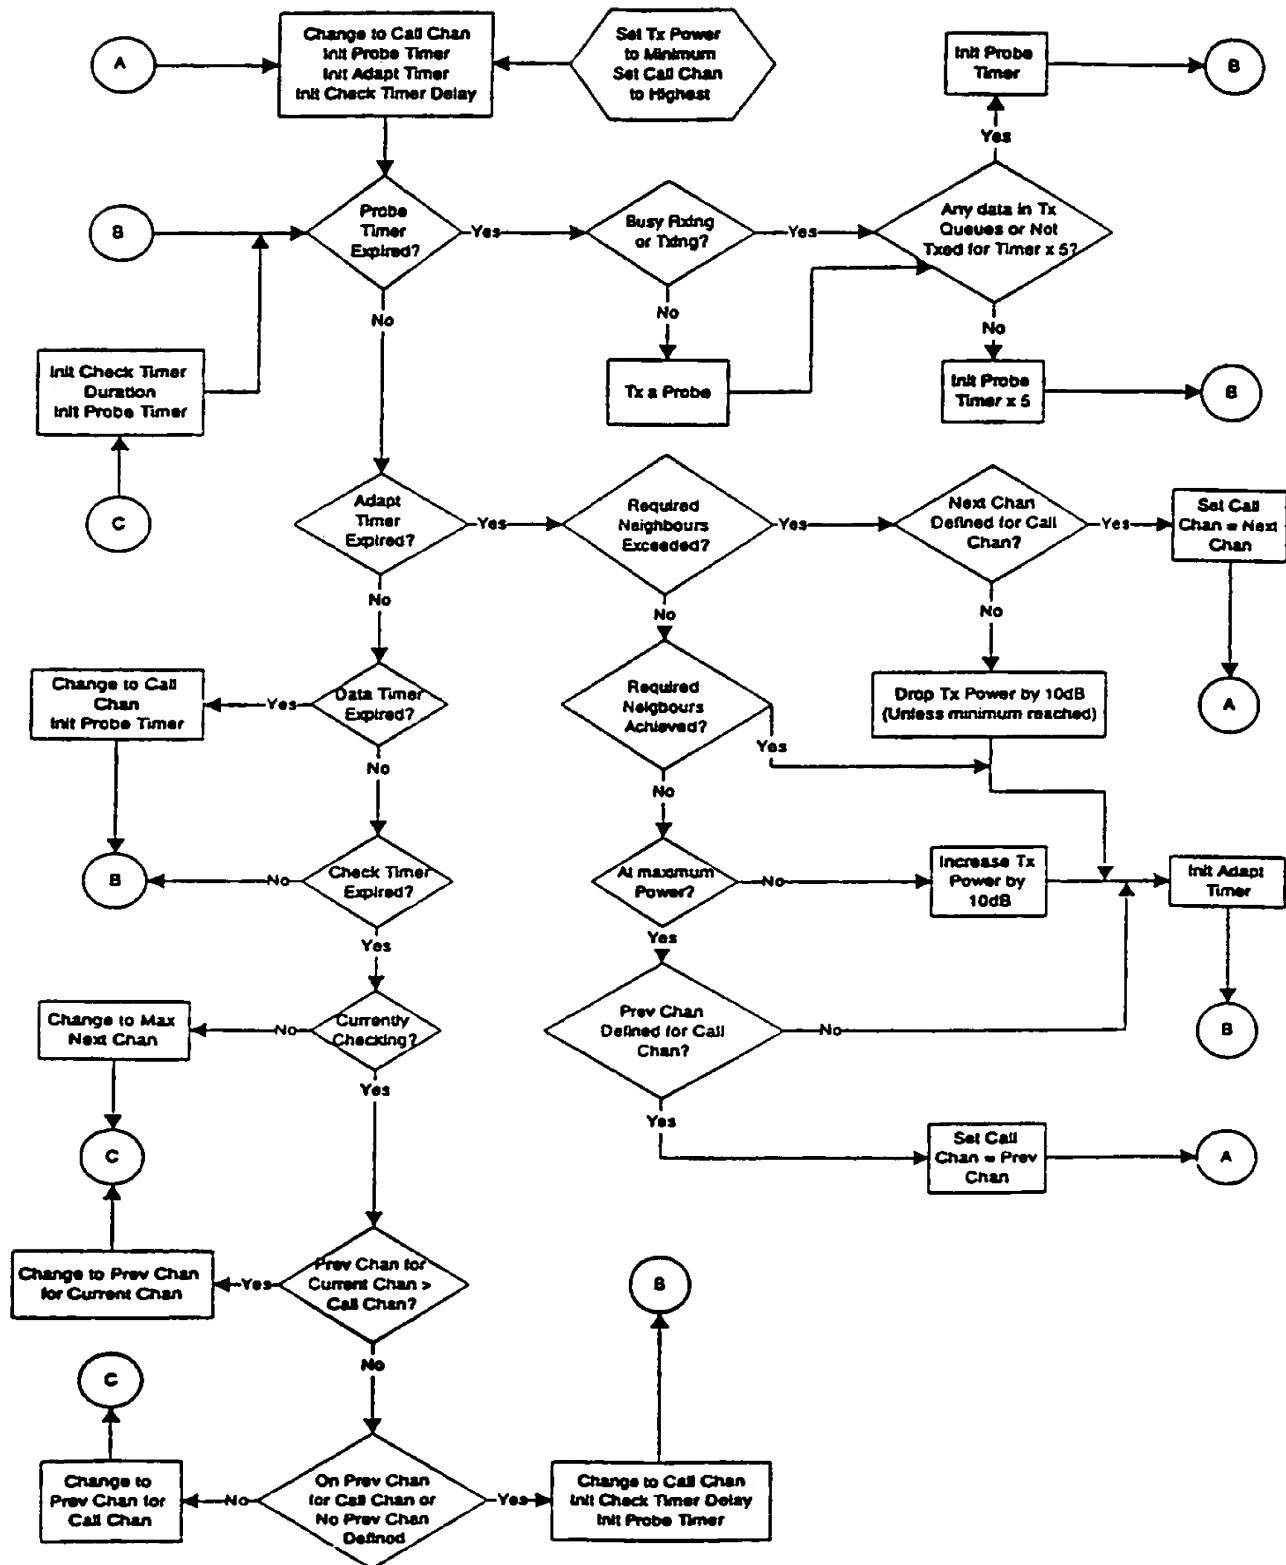 A
Change to Call Chan
Init Probe Timer
Init Adapt Timer
Init Check Timer Delay
Set Tx Power
to Minimum
Set Call Chan
to Highest
Init Probe
Timer
B
Yes
B
Probe
Timer
Expired?
Yes
Busy Rxing
or Txing?
Yes
Any data in Tx
Queues or Not
Txed for Timer x 5?
No
No
No
Init Check Timer
Duration
Init Probe Timer
Tx a Probe
Init Probe
Timer x 5
B
C
Adapt
Timer
Expired?
Yes
Required
Neighbours
Exceeded?
Yes
Next Chan
Defined for Call
Chan?
Yes
Set Call
Chan = Next
Chan
No
No
No
Change to Call
Chan
Init Probe Timer
Yes
Data Timer
Expired?
Required
Neigbours
Achieved?
Yes
Drop Tx Power by 10dB
(Unless minimum reached)
A
No
No
B
No
Check Timer
Expired?
At maximum
Power?
No
Increase Tx
Power by
10dB
Init Adapt
Timer
Yes
Yes
Change to Max
Next Chan
No
Currently
Checking?
Prev Chan
Defined for Call
Chan?
No
B
Yes
Yes
C
Set Call
Chan = Prev
Chan
A
Change to Prev Chan
for Current Chan
Yes
Prev Chan for
Current Chan >
Call Chan?
B
No
C
Change to
Prev Chan for
Call Chan
No
On Prev Chan
for Call Chan or
No Prev Chan
Defined
Yes
Change to Call Chan
Init Check Timer Delay
Init Probe Timer